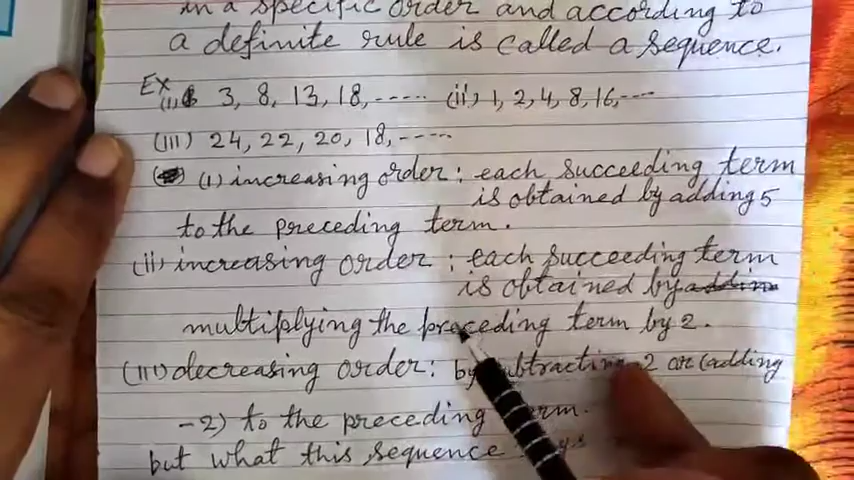 in a specific order and according to
a definite rule is called a sequence.
Ex (i) 3, 8, 13, 18, ...... (ii) 1, 2, 4, 8, 16, ....
(iii) 24, 22, 20, 18, ......
(i) increasing order : each succeeding term
is obtained by adding 5
to the preceding term.
(ii) increasing order : each succeeding term
is obtained by addin
multiplying the preceding term by 2.
(iii) decreasing order : by subtracting 2 or (adding
-2) to the preceding term.
but what this sequence